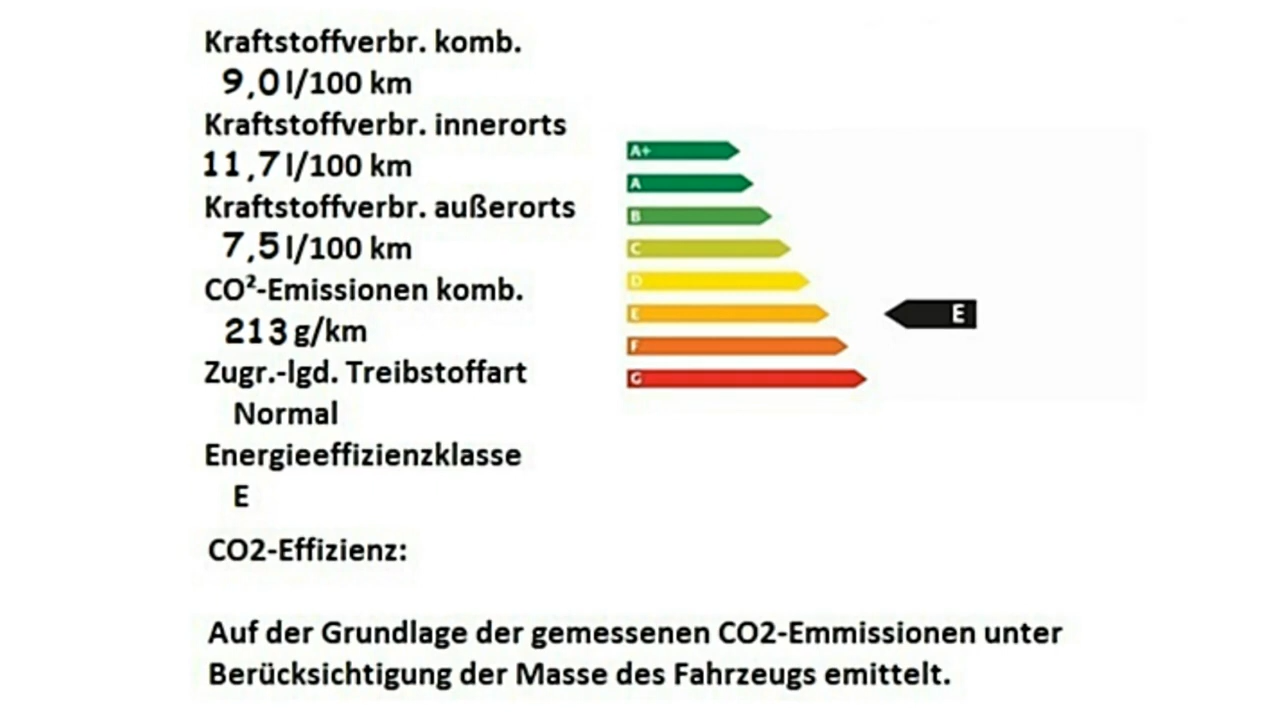 Kraftstoffverbr. komb.
9,0 l/100 km
Kraftstoffverbr. innerorts
11,7 l/100 km
Kraftstoffverbr. außerorts
7,5 l/100 km
CO²-Emissionen komb.
213 g/km
Zugr.-lgd. Treibstoffart
Normal
Energieeffizienzklasse
E
A+
A
B
C
D
E
E
F
G
CO2-Effizienz:
Auf der Grundlage der gemessenen CO2-Emmissionen unter
Berücksichtigung der Masse des Fahrzeugs emittelt.